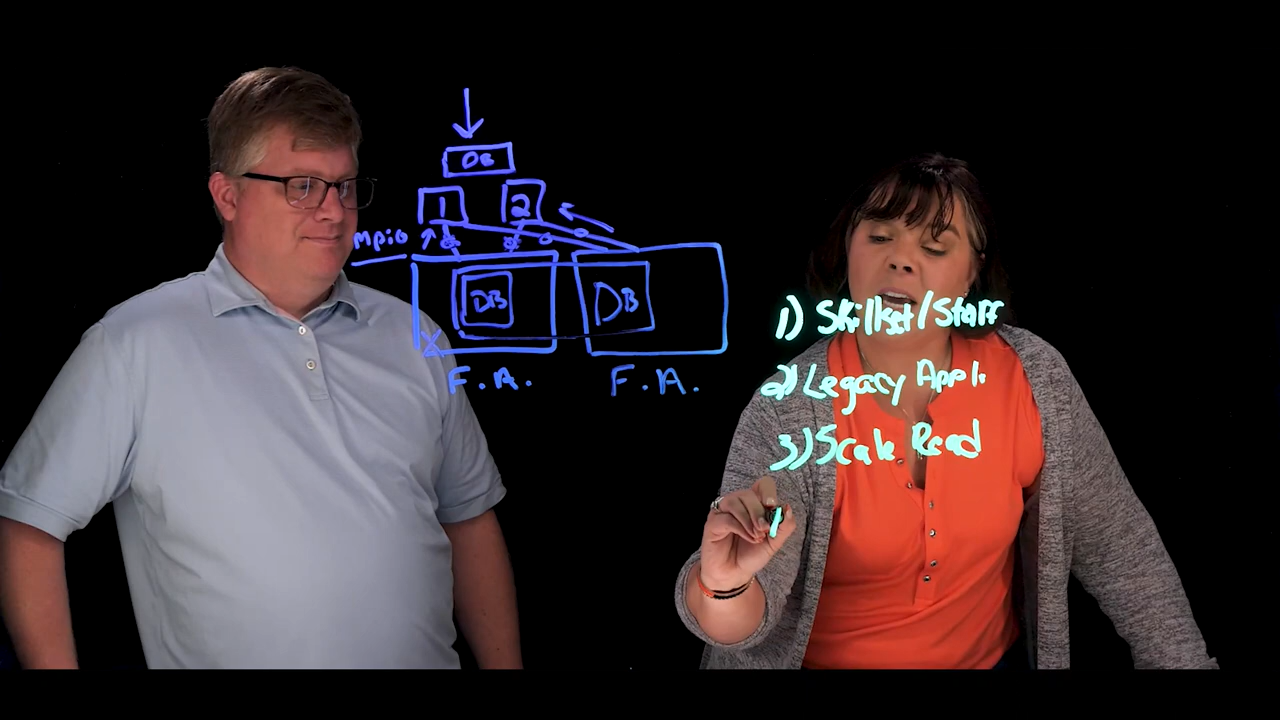 DB
1 2
MPIO
DB DB
F.A. F.A.
1) Skillset/Staff
2) Legacy Appl.
3) Scale Read